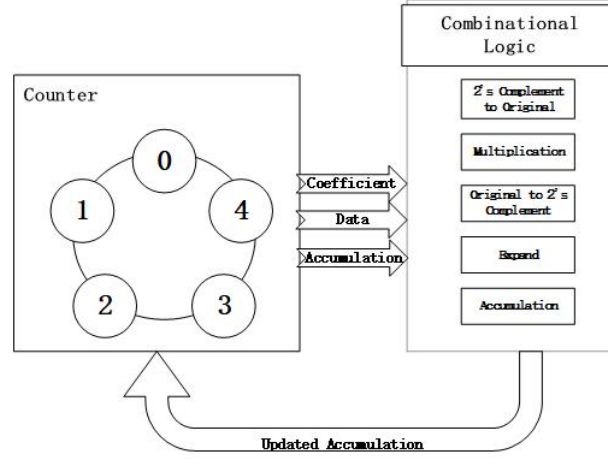 Combinational
Logic
Counter
2's Complement
to Original
Multiplication
Original to 2's
Complement
Expand
Accumulation
0
1
4
2
3
Coefficient
Data
Accumulation
Updated Accumulation